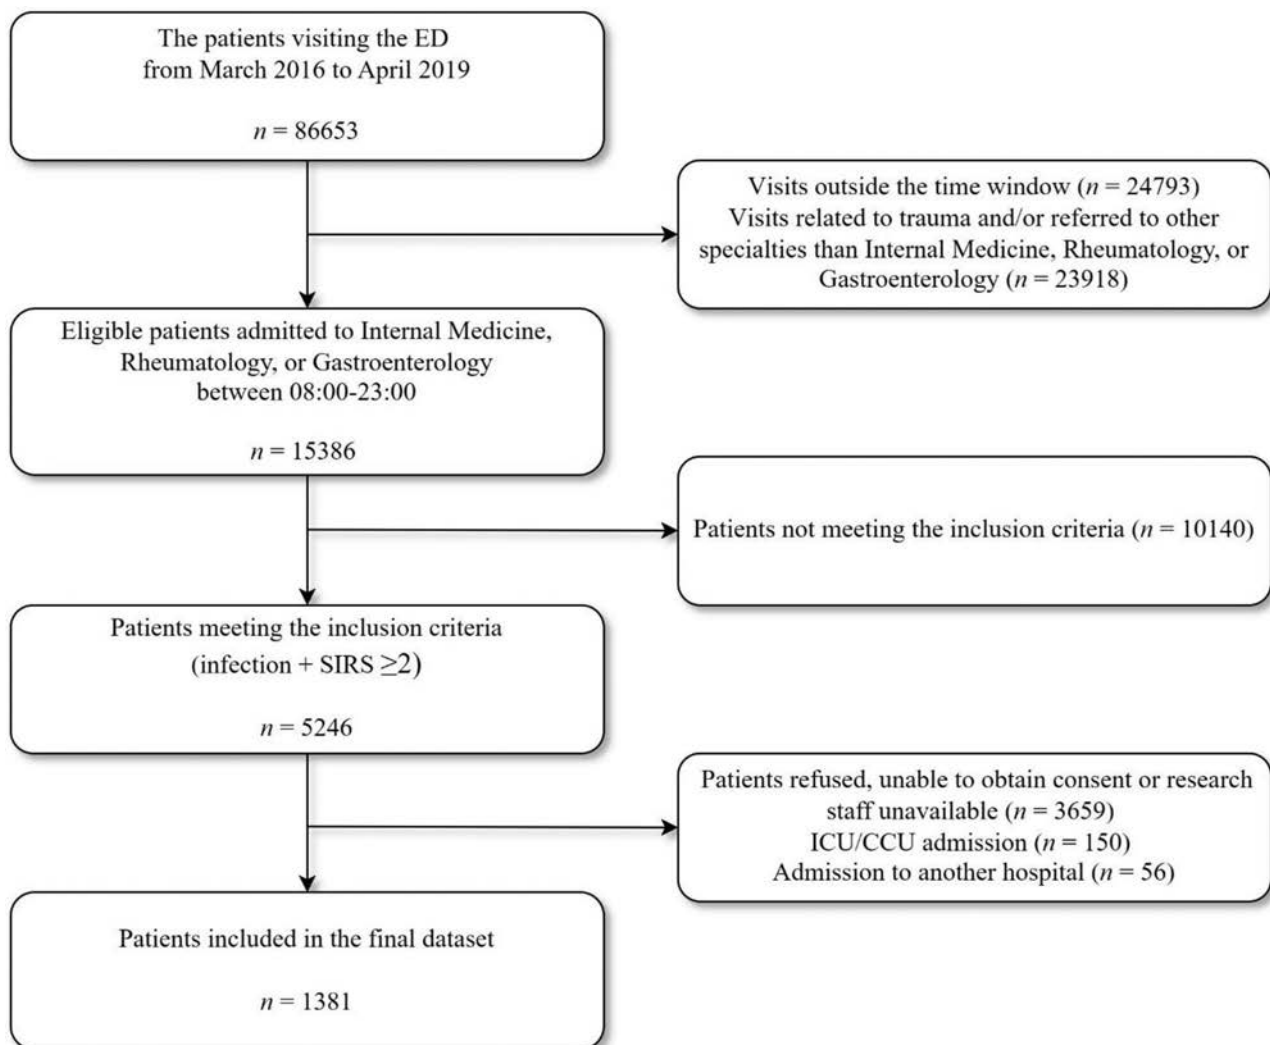 The patients visiting the ED
from March 2016 to April 2019
n = 86653
Visits outside the time window (n = 24793)
Visits related to trauma and/or referred to other
specialties than Internal Medicine, Rheumatology, or
Gastroenterology (n = 23918)
Eligible patients admitted to Internal Medicine,
Rheumatology, or Gastroenterology
between 08:00-23:00
n = 15386
Patients not meeting the inclusion criteria (n = 10140)
Patients meeting the inclusion criteria
(infection + SIRS ≥2)
n = 5246
Patients refused, unable to obtain consent or research
staff unavailable (n = 3659)
ICU/CCU admission (n = 150)
Admission to another hospital (n = 56)
Patients included in the final dataset
n = 1381